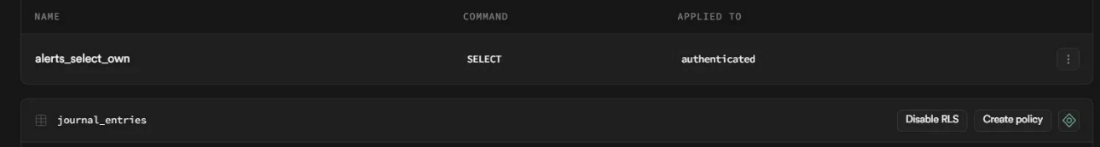 NAME COMMAND APPLIED TO
alerts_select_own SELECT authenticated
journal_entries Disable RLS Create policy